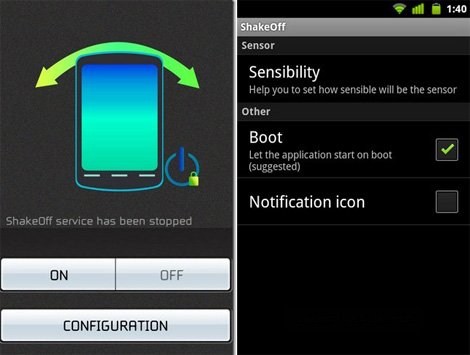 ShakeOff service has been stopped
ON
OFF
CONFIGURATION
1:40
ShakeOff
Sensor
Sensibility
Help you to set how sensible will be the sensor
Other
Boot
Let the application start on boot
(suggested)
Notification icon